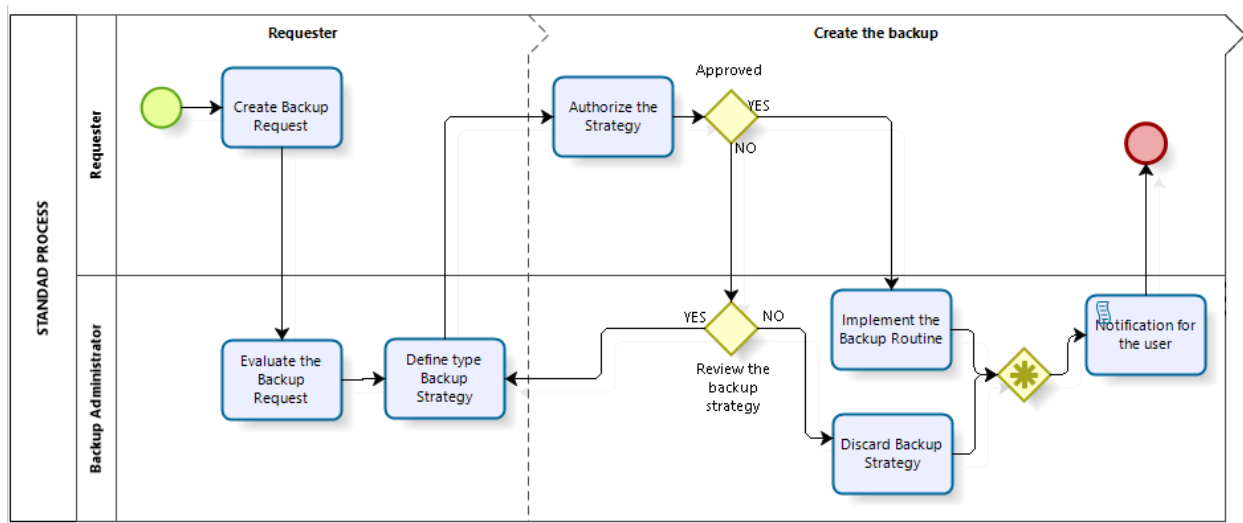 STANDAD PROCESS
Requester
Create the backup
Requester
Create Backup
Request
Authorize the
Strategy
Approved
YES
NO
Backup Administrator
Evaluate the
Backup
Request
Define type
Backup
Strategy
YES
NO
Review the
backup
strategy
Implement the
Backup Routine
Discard Backup
Strategy
Notification for
the user